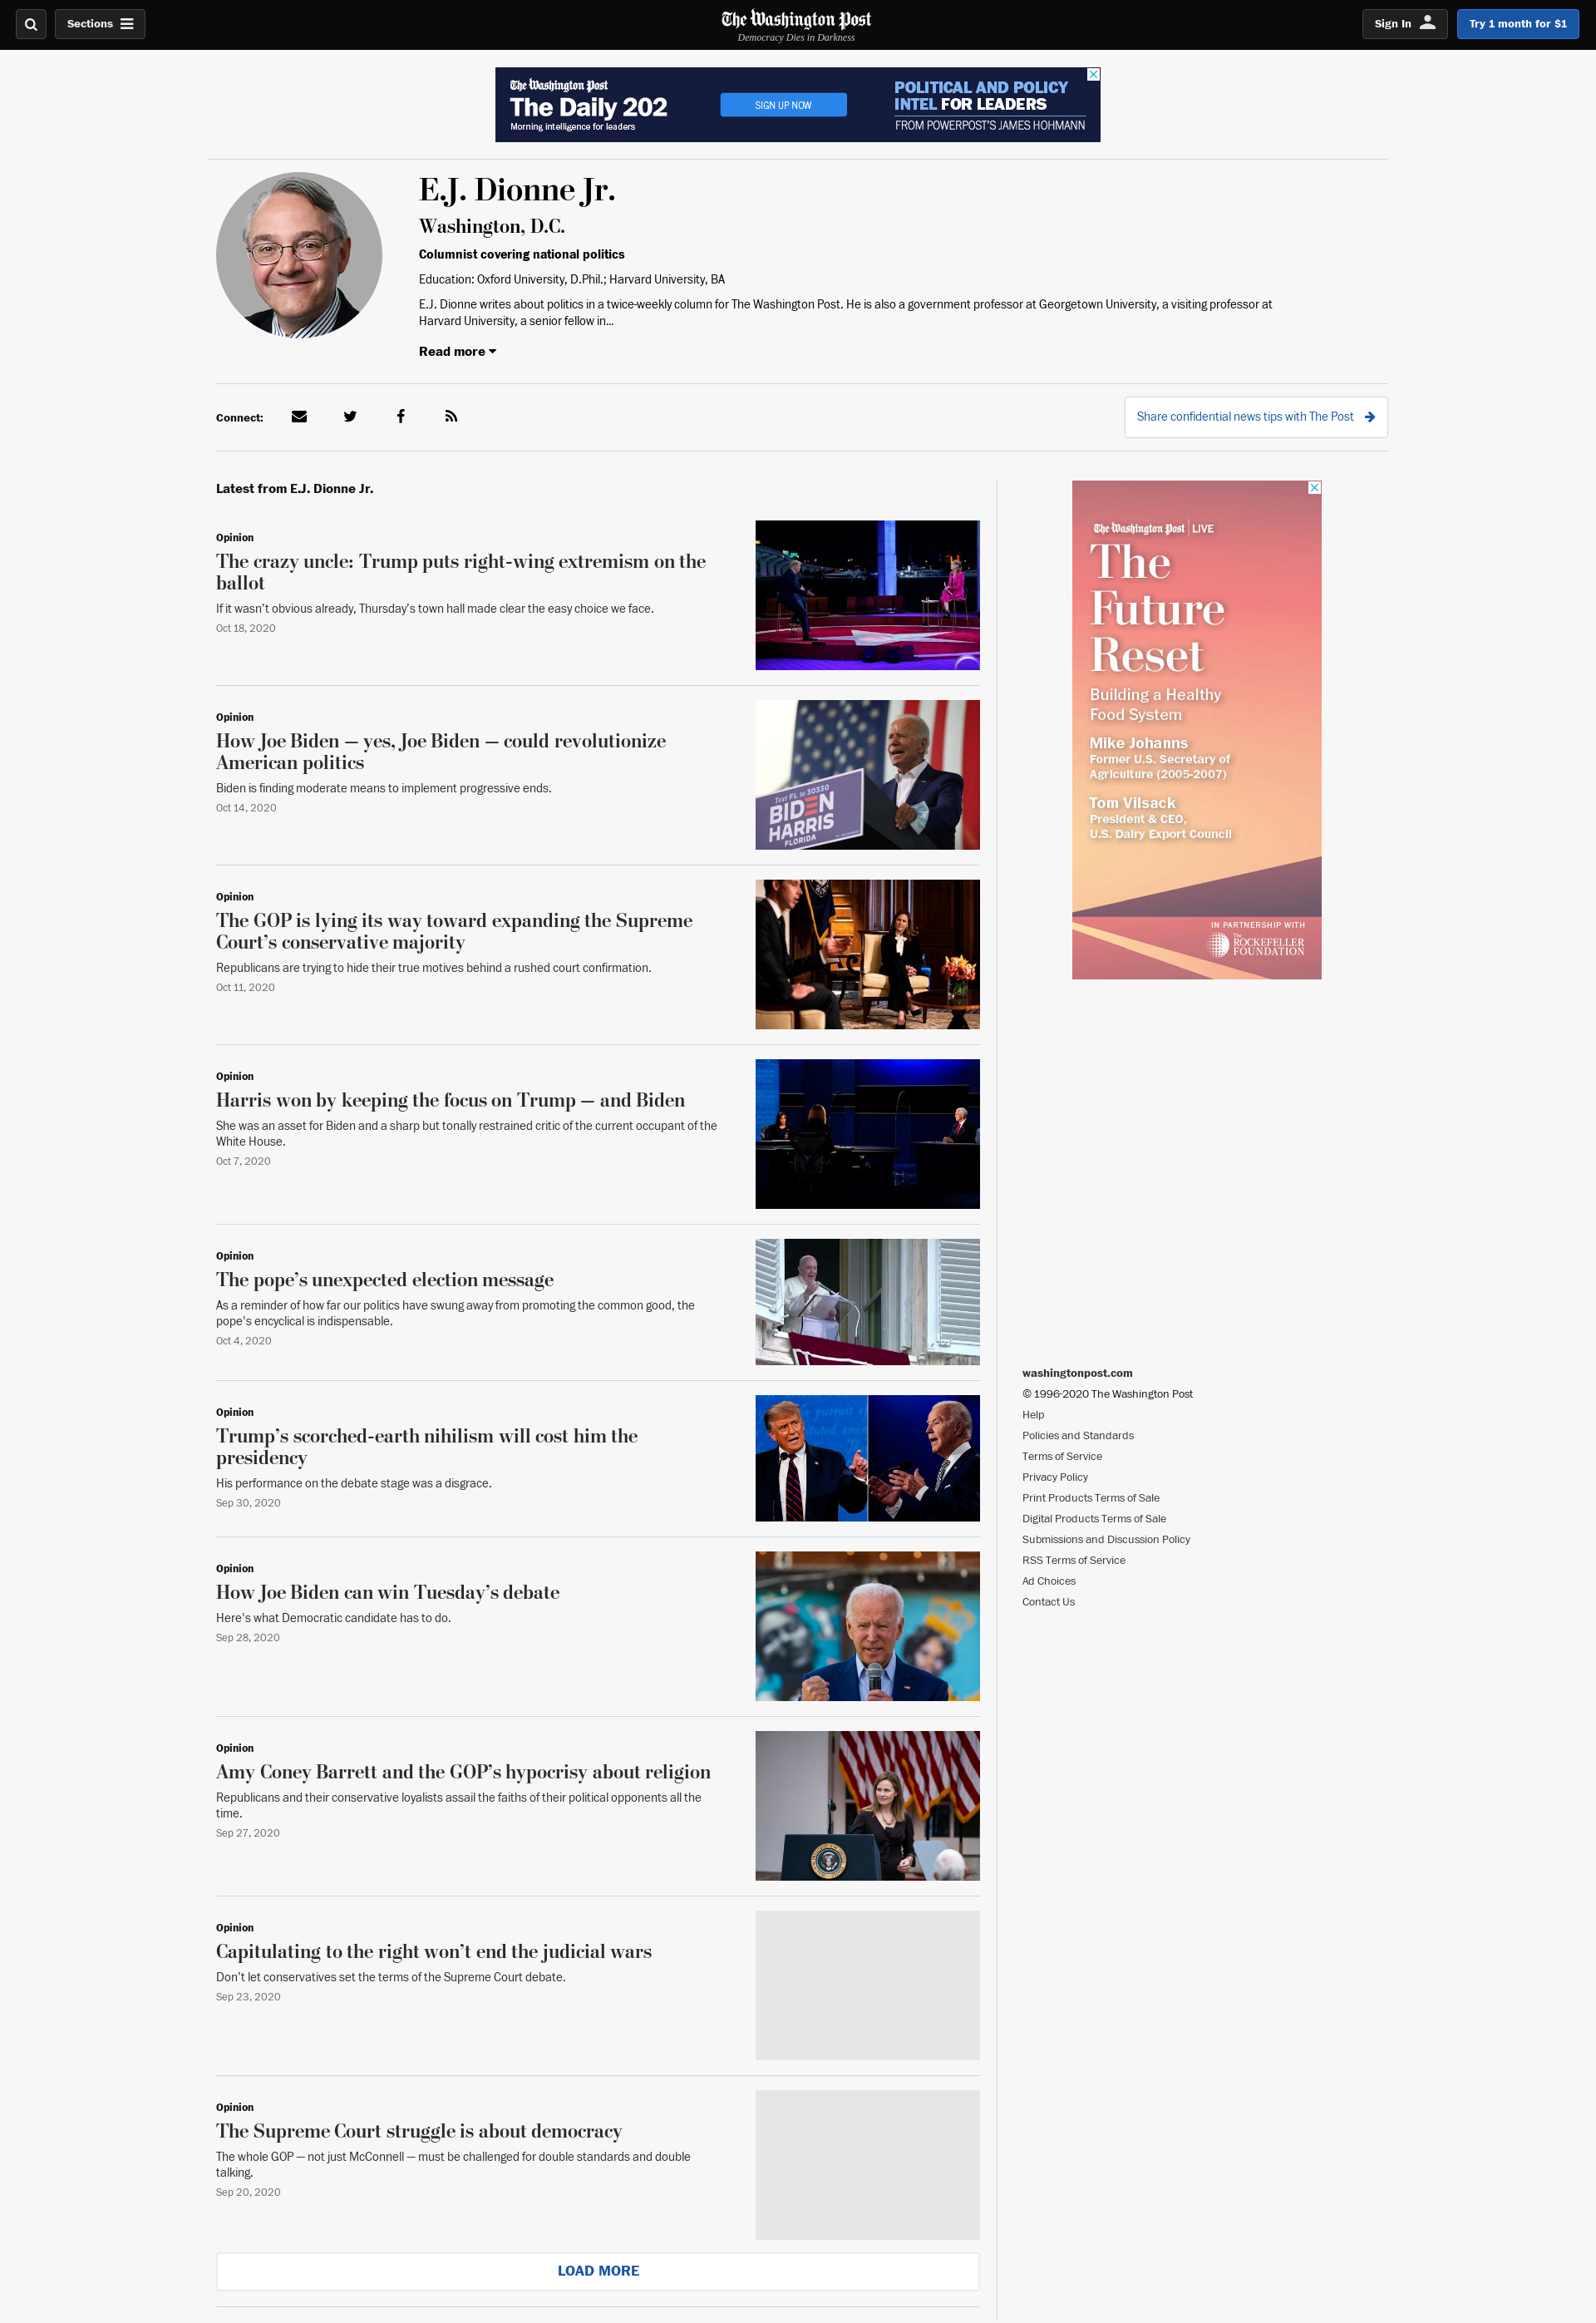 Sections
The Washington Post
Democracy Dies in Darkness
Sign In
Try 1 month for $1
The Washington Post
The Daily 202
Morning intelligence for leaders
SIGN UP NOW
POLITICAL AND POLICY
INTEL FOR LEADERS
FROM POWERPOST'S JAMES HOHMANN
E.J. Dionne Jr.
Washington, D.C.
Columnist covering national politics
Education: Oxford University, D.Phil.; Harvard University, BA
E.J. Dionne writes about politics in a twice-weekly column for The Washington Post. He is also a government professor at Georgetown University, a visiting professor at
Harvard University, a senior fellow in...
Read more
Connect:
Share confidential news tips with The Post
Latest from E.J. Dionne Jr.
Opinion
The crazy uncle: Trump puts right-wing extremism on the
ballot
If it wasn’t obvious already, Thursday’s town hall made clear the easy choice we face.
Oct 18, 2020
Opinion
How Joe Biden — yes, Joe Biden — could revolutionize
American politics
Biden is finding moderate means to implement progressive ends.
Oct 14, 2020
Text FL to 30330
BIDEN
HARRIS
FLORIDA
Opinion
The GOP is lying its way toward expanding the Supreme
Court’s conservative majority
Republicans are trying to hide their true motives behind a rushed court confirmation.
Oct 11, 2020
Opinion
Harris won by keeping the focus on Trump — and Biden
She was an asset for Biden and a sharp but tonally restrained critic of the current occupant of the
White House.
Oct 7, 2020
Opinion
The pope’s unexpected election message
As a reminder of how far our politics have swung away from promoting the common good, the
pope's encyclical is indispensable.
Oct 4, 2020
Opinion
Trump’s scorched-earth nihilism will cost him the
presidency
His performance on the debate stage was a disgrace.
Sep 30, 2020
Opinion
How Joe Biden can win Tuesday’s debate
Here's what Democratic candidate has to do.
Sep 28, 2020
Opinion
Amy Coney Barrett and the GOP’s hypocrisy about religion
Republicans and their conservative loyalists assail the faiths of their political opponents all the
time.
Sep 27, 2020
Opinion
Capitulating to the right won’t end the judicial wars
Don’t let conservatives set the terms of the Supreme Court debate.
Sep 23, 2020
Opinion
The Supreme Court struggle is about democracy
The whole GOP — not just McConnell — must be challenged for double standards and double
talking.
Sep 20, 2020
LOAD MORE
The Washington Post LIVE
The
Future
Reset
Building a Healthy
Food System
Mike Johanns
Former U.S. Secretary of
Agriculture (2005-2007)
Tom Vilsack
President & CEO,
U.S. Dairy Export Council
IN PARTNERSHIP WITH
The
ROCKEFELLER
FOUNDATION
washingtonpost.com
© 1996-2020 The Washington Post
Help
Policies and Standards
Terms of Service
Privacy Policy
Print Products Terms of Sale
Digital Products Terms of Sale
Submissions and Discussion Policy
RSS Terms of Service
Ad Choices
Contact Us